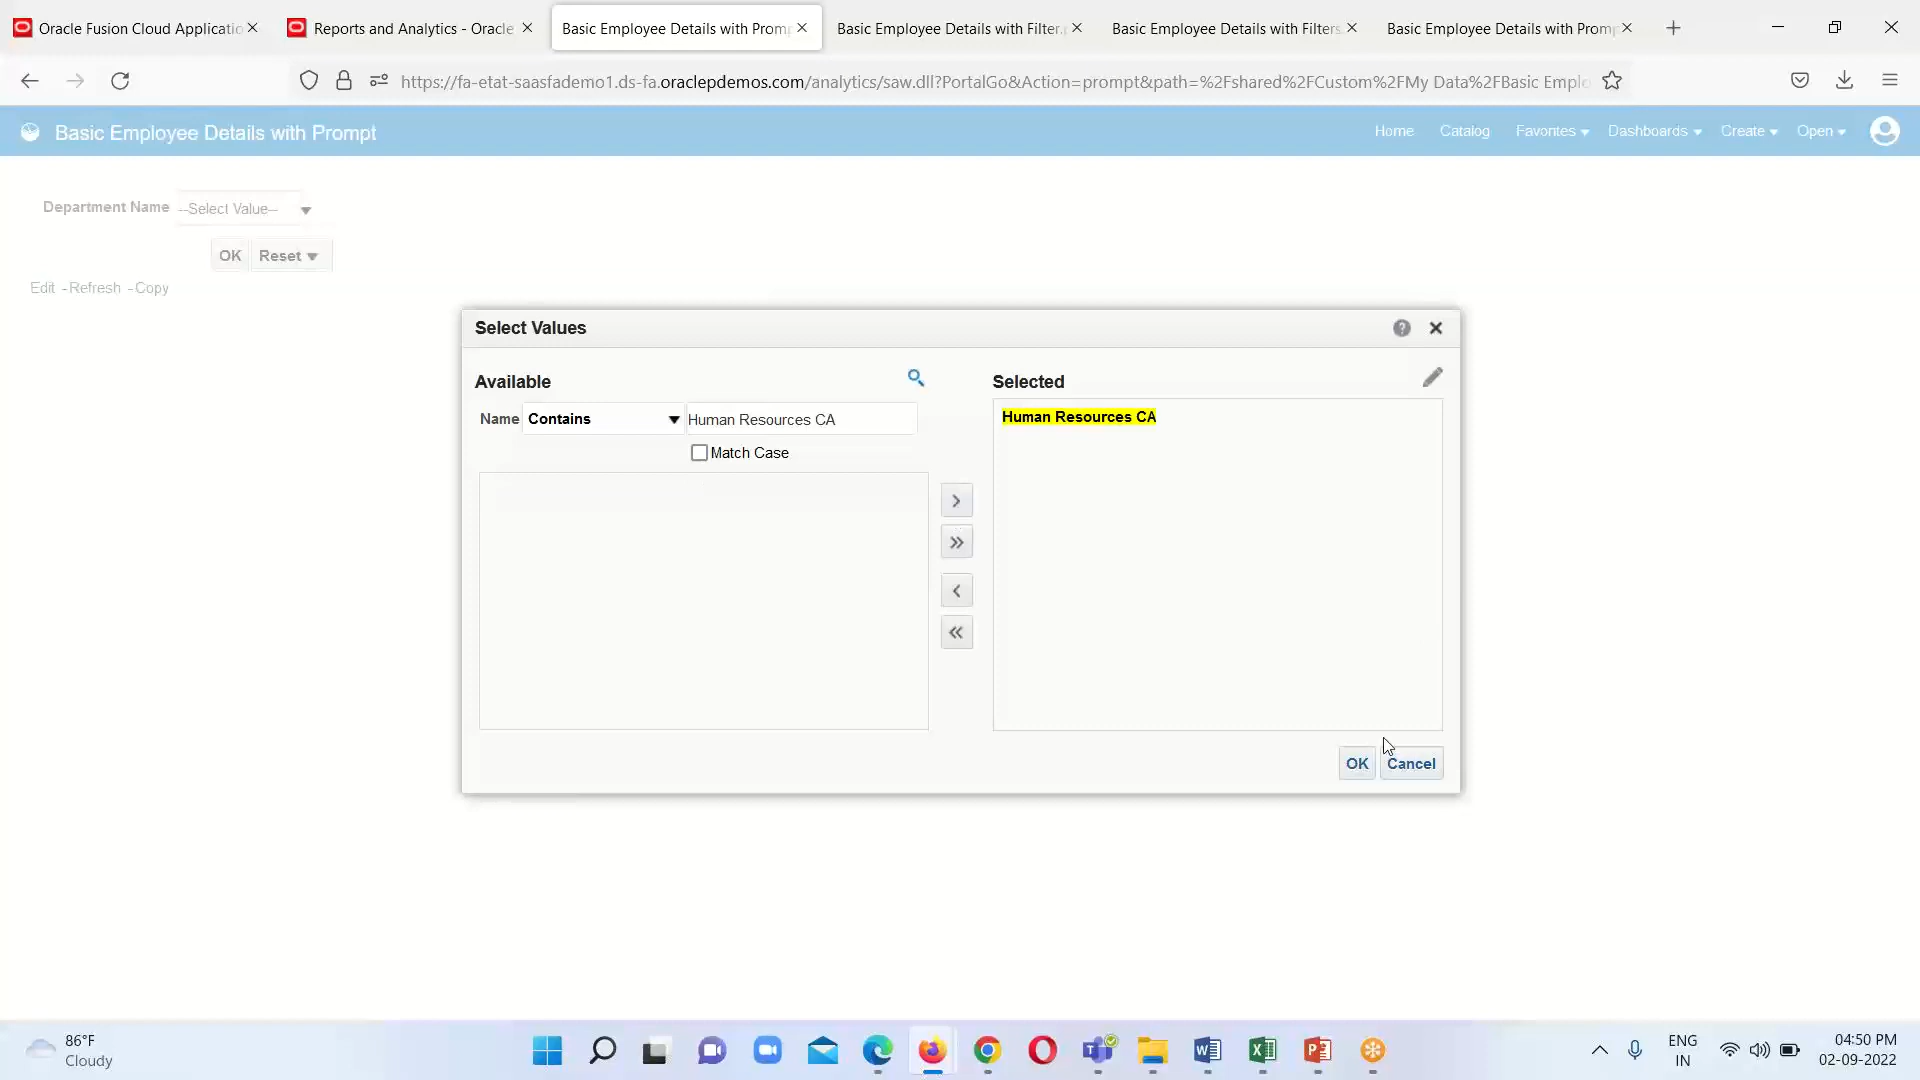 Oracle Fusion Cloud Applicatio
Reports and Analytics - Oracle
Basic Employee Details with Promp
Basic Employee Details with Filter.
Basic Employee Details with Filters
Basic Employee Details with Promp
https://fa-etat-saasfademo1.ds-fa.oraclepdemos.com/analytics/saw.dll?PortalGo&Action=prompt&path=%2Fshared%2FCustom%2FMy Data%2FBasic Emplo
Basic Employee Details with Prompt
Home Catalog Favorites Dashboards Create Open
Department Name --Select Value--
OK Reset
Edit -Refresh -Copy
Select Values
Available
Selected
Name Contains Human Resources CA
Human Resources CA
Match Case
OK Cancel
86°F
Cloudy
ENG
IN
04:50 PM
02-09-2022